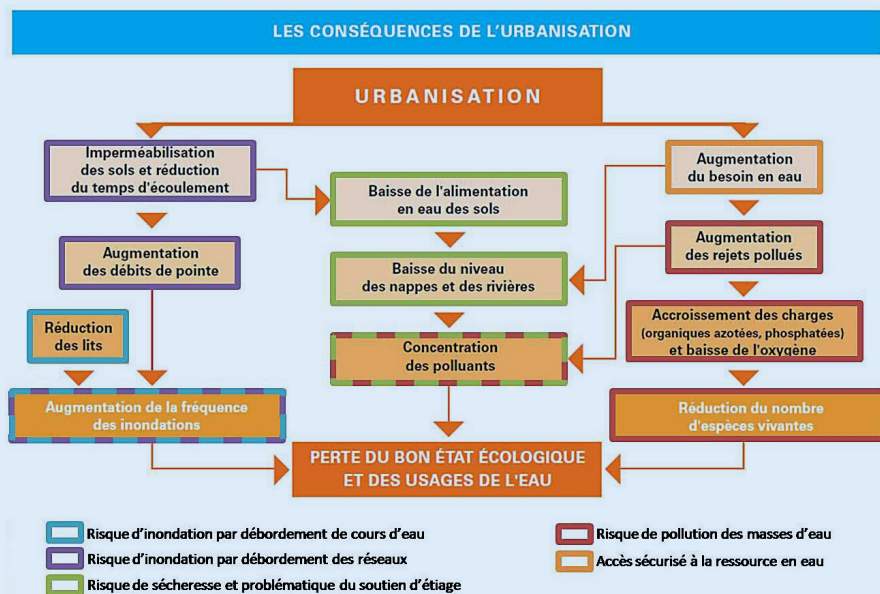 LES CONSÉQUENCES DE L'URBANISATION
URBANISATION
Imperméabilisation
des sols et réduction
du temps d'écoulement
Baisse de l'alimentation
en eau des sols
Augmentation
du besoin en eau
Augmentation
des débits de pointe
Baisse du niveau
des nappes et des rivières
Augmentation
des rejets pollués
Réduction
des lits
Concentration
des polluants
Accroissement des charges
(organiques azotées, phosphatées)
et baisse de l'oxygène
Augmentation de la fréquence
des inondations
Réduction du nombre
d'espèces vivantes
PERTE DU BON ÉTAT ÉCOLOGIQUE
ET DES USAGES DE L'EAU
Risque d'inondation par débordement de cours d'eau
Risque d'inondation par débordement des réseaux
Risque de sécheresse et problématique du soutien d'étiage
Risque de pollution des masses d'eau
Accès sécurisé à la ressource en eau